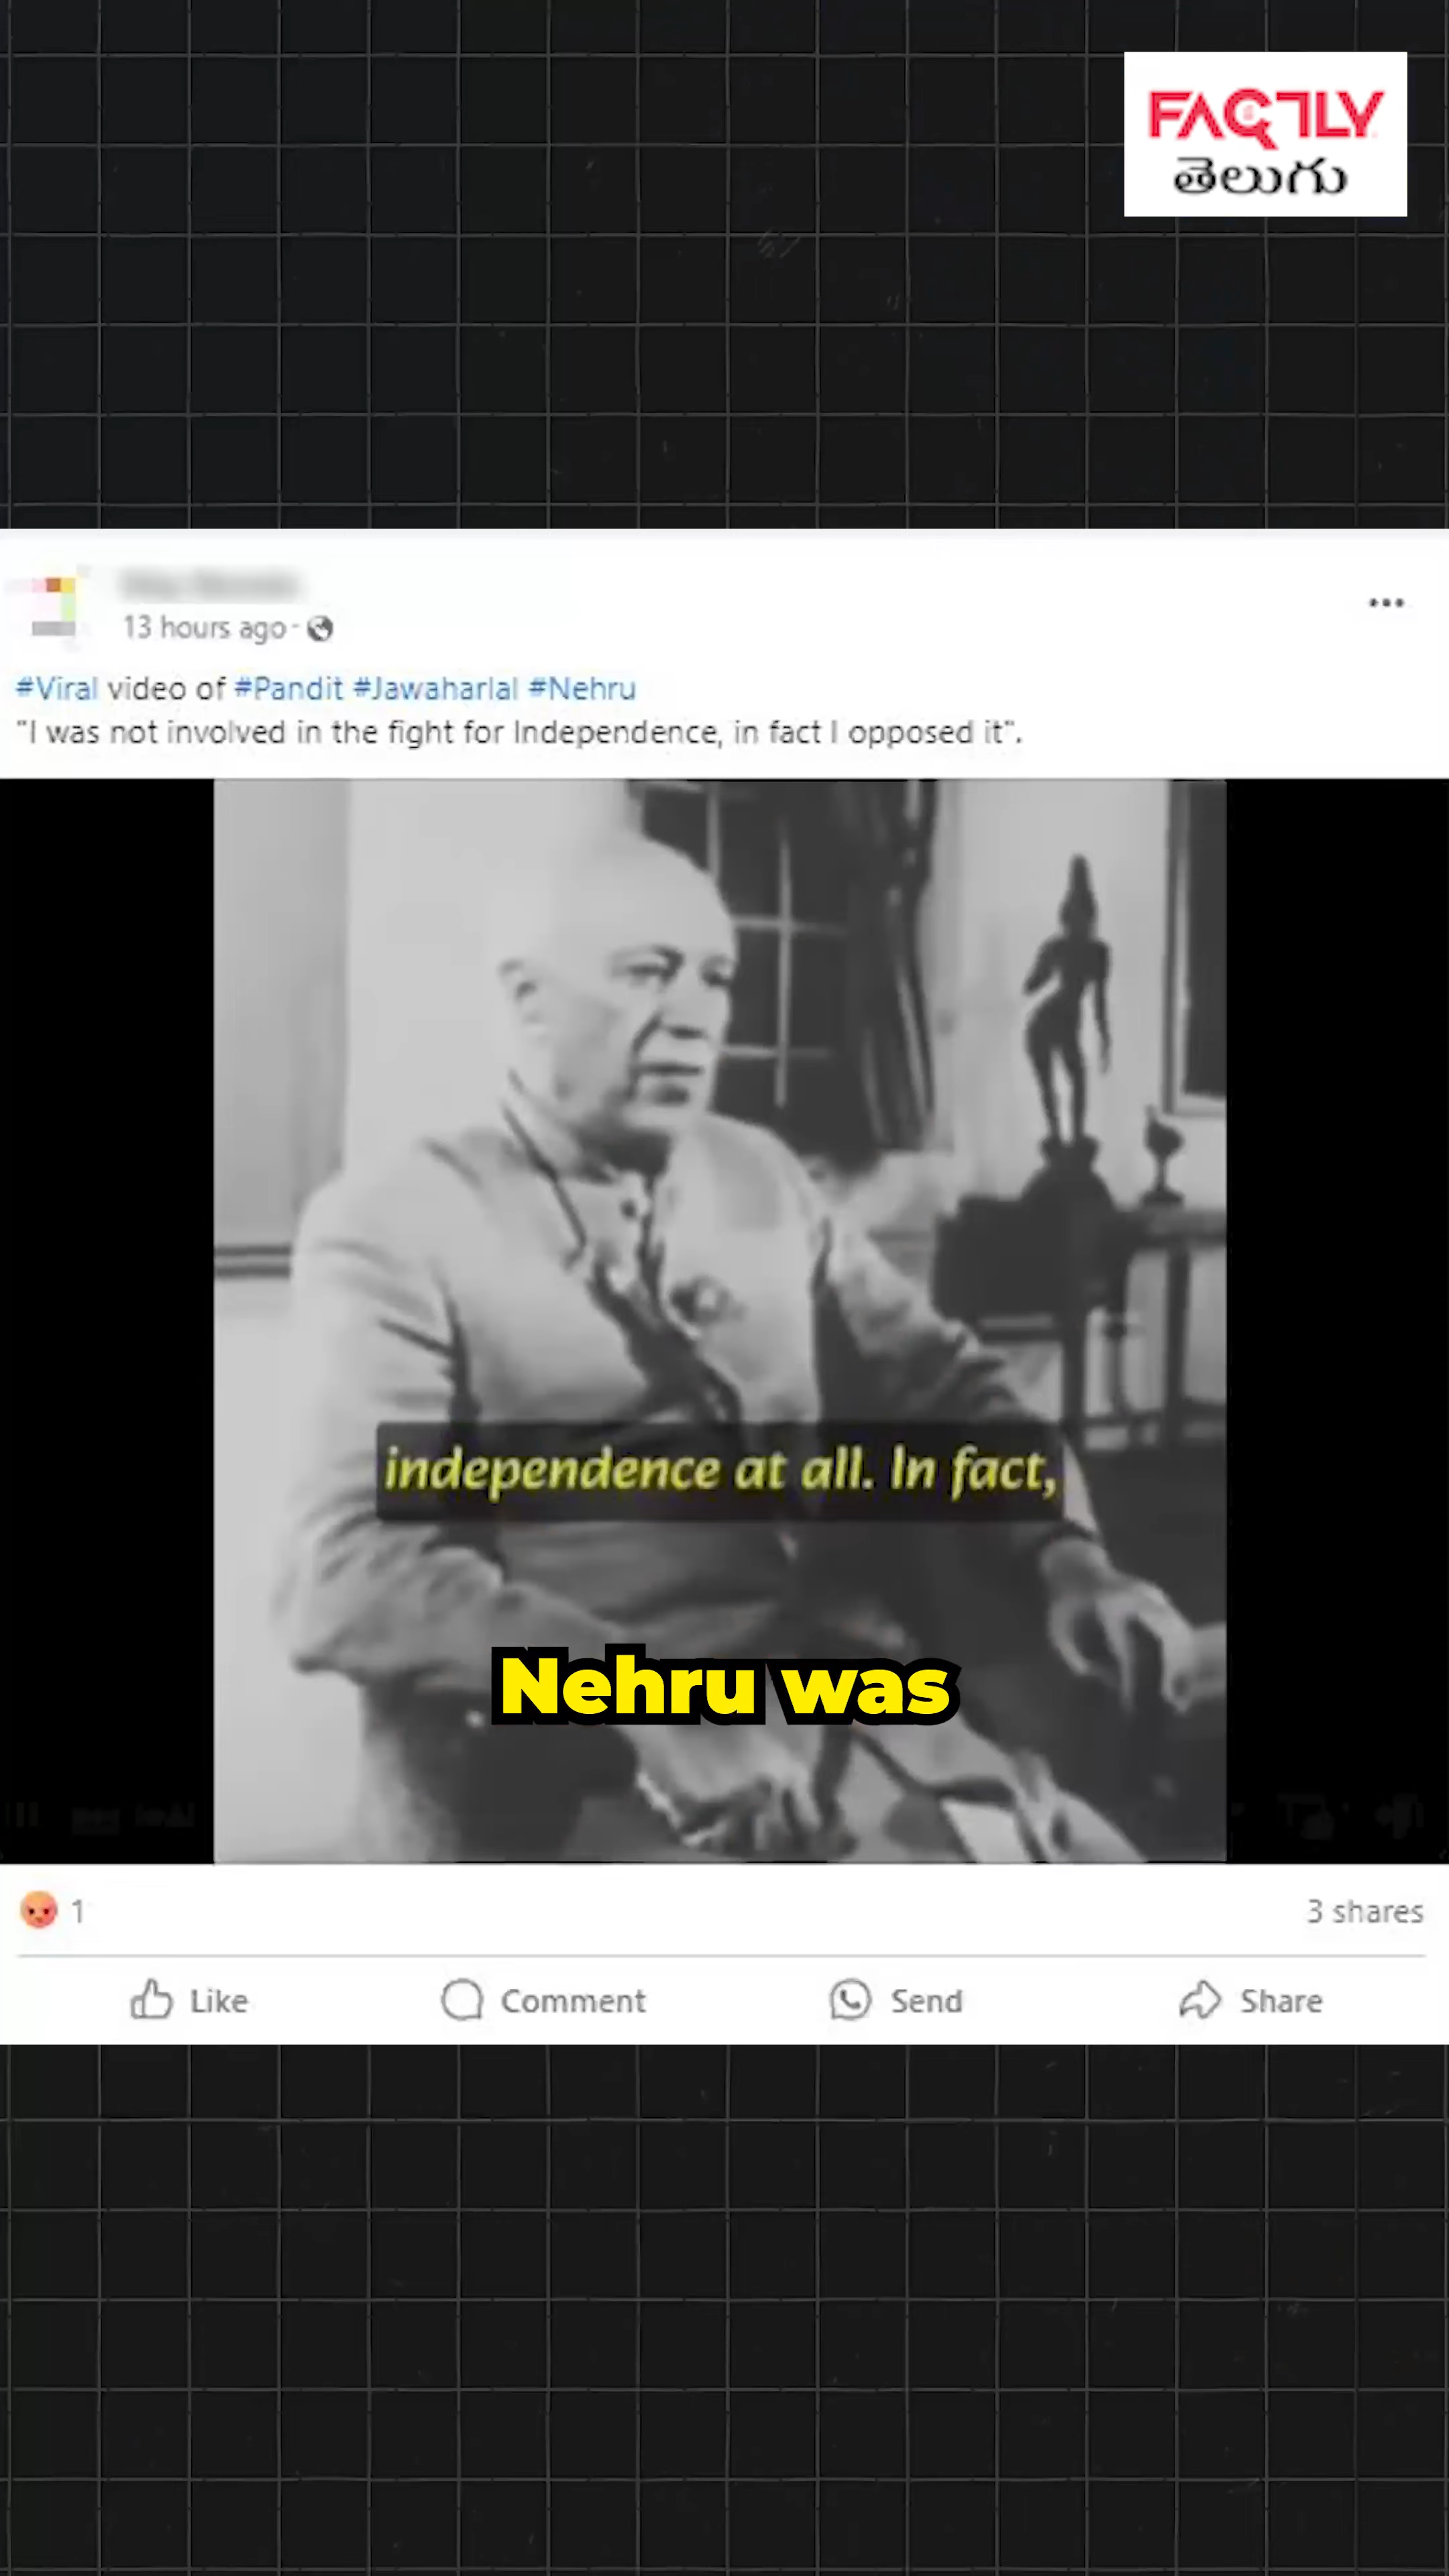 FACTLY
తెలుగు
13 hours ago ·
#Viral video of #Pandit #Jawaharlal #Nehru
"I was not involved in the fight for Independence, in fact I opposed it".
independence at all. In fact,
Nehru was
1
3 shares
Like
Comment
Send
Share